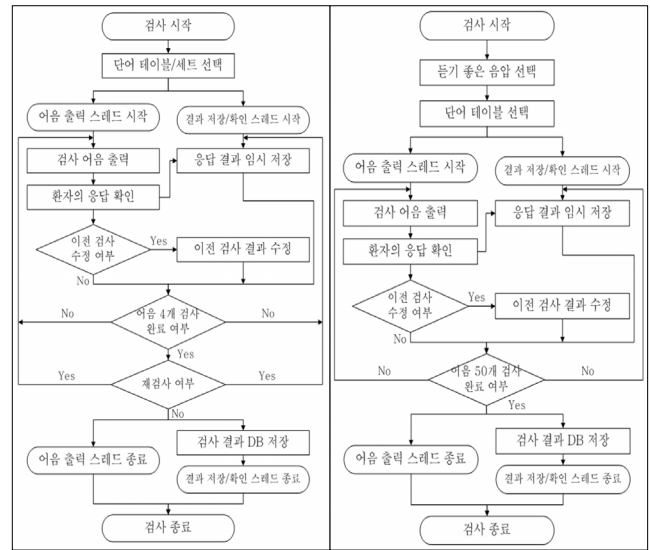 검사 시작
단어 테이블/세트 선택
어음 출력 스레드 시작
결과 저장/확인 스레드 시작
검사 어음 출력
응답 결과 임시 저장
환자의 응답 확인
이전 검사
수정 여부
Yes
이전 검사 결과 수정
No
어음 4개 검사
완료 여부
No
No
Yes
재검사 여부
Yes
Yes
No
검사 결과 DB 저장
어음 출력 스레드 종료
결과 저장/확인 스레드 종료
검사 종료
검사 시작
듣기 좋은 음압 선택
단어 테이블 선택
어음 출력 스레드 시작
결과 저장/확인 스레드 시작
검사 어음 출력
응답 결과 임시 저장
환자의 응답 확인
이전 검사
수정 여부
Yes
이전 검사 결과 수정
No
어음 50개 검사
완료 여부
No
No
Yes
검사 결과 DB 저장
어음 출력 스레드 종료
결과 저장/확인 스레드 종료
검사 종료